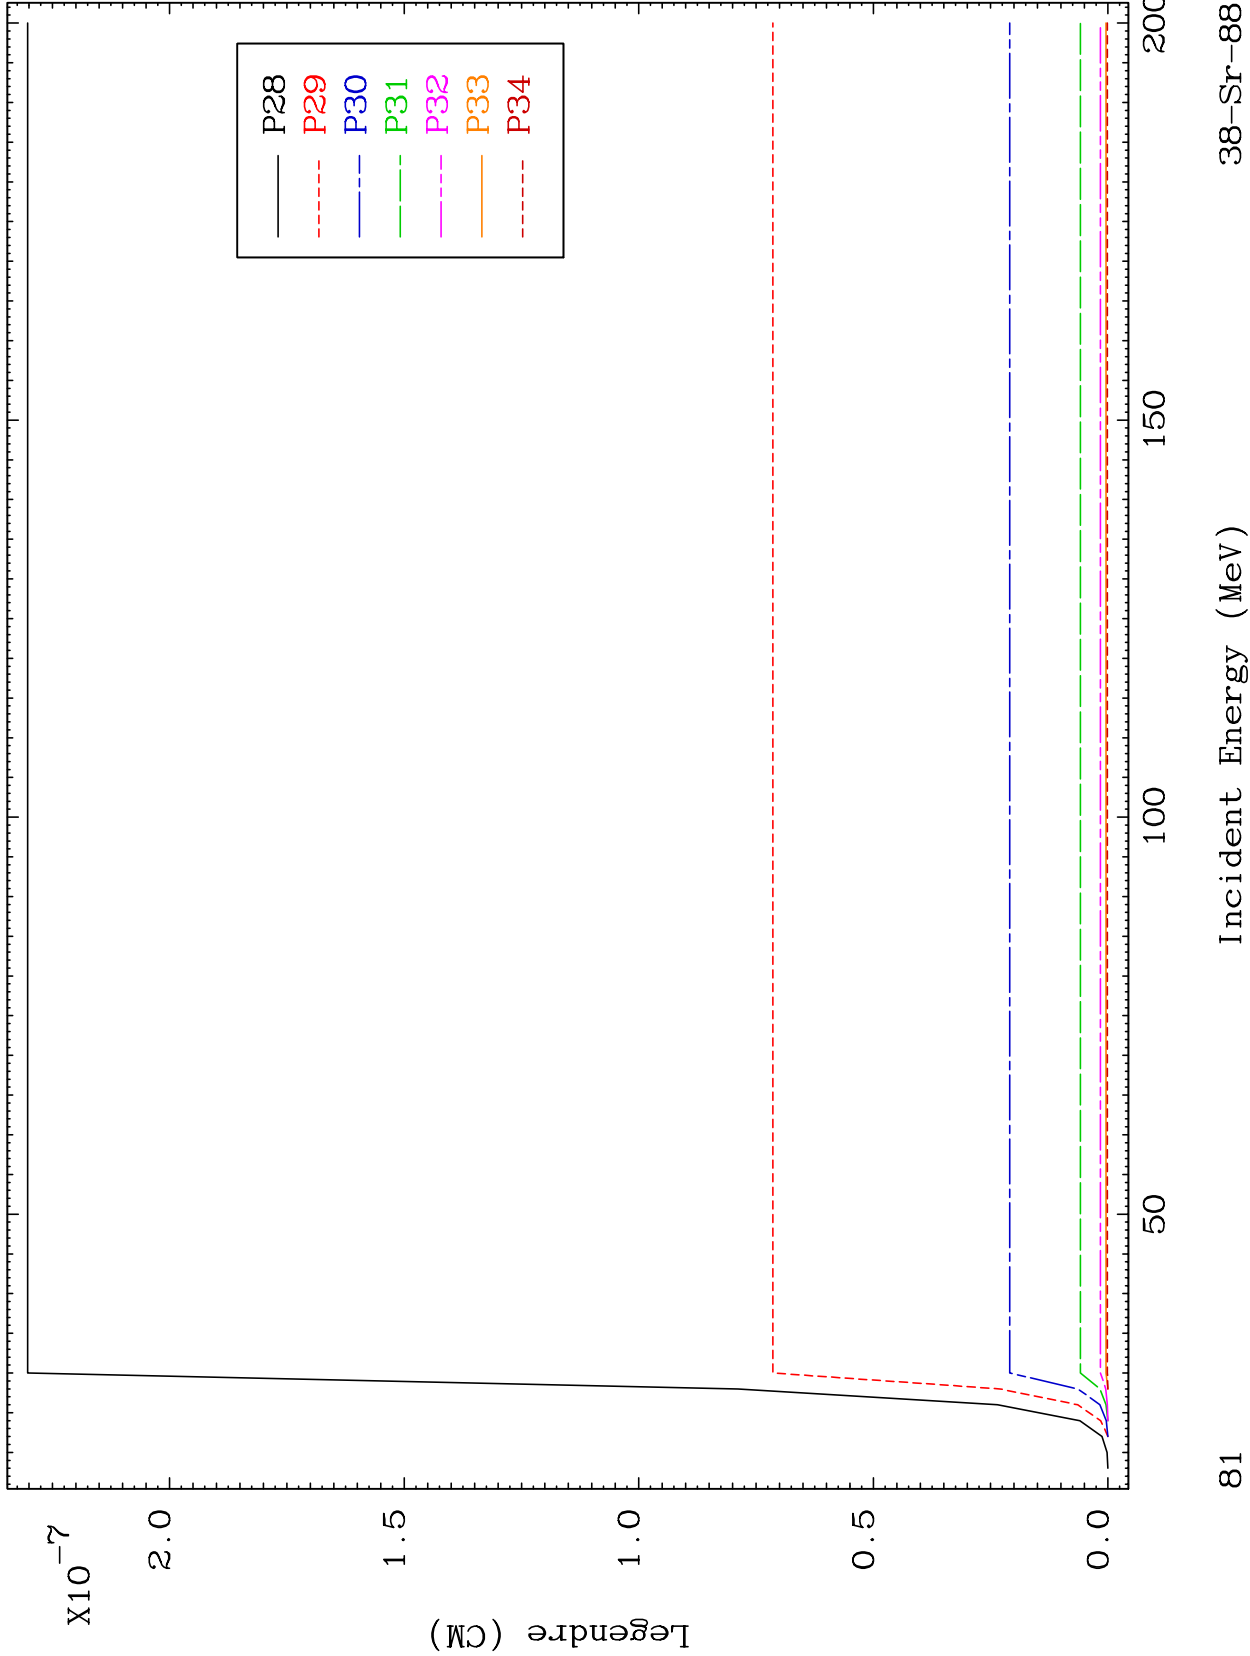 X10-7
2.0
1.5
1.0
0.5
0.0
Legendre (CM)
P28
P29
P30
P31
P32
P33
P34
50
100
150
200
Incident Energy (MeV)
81
38-Sr-88